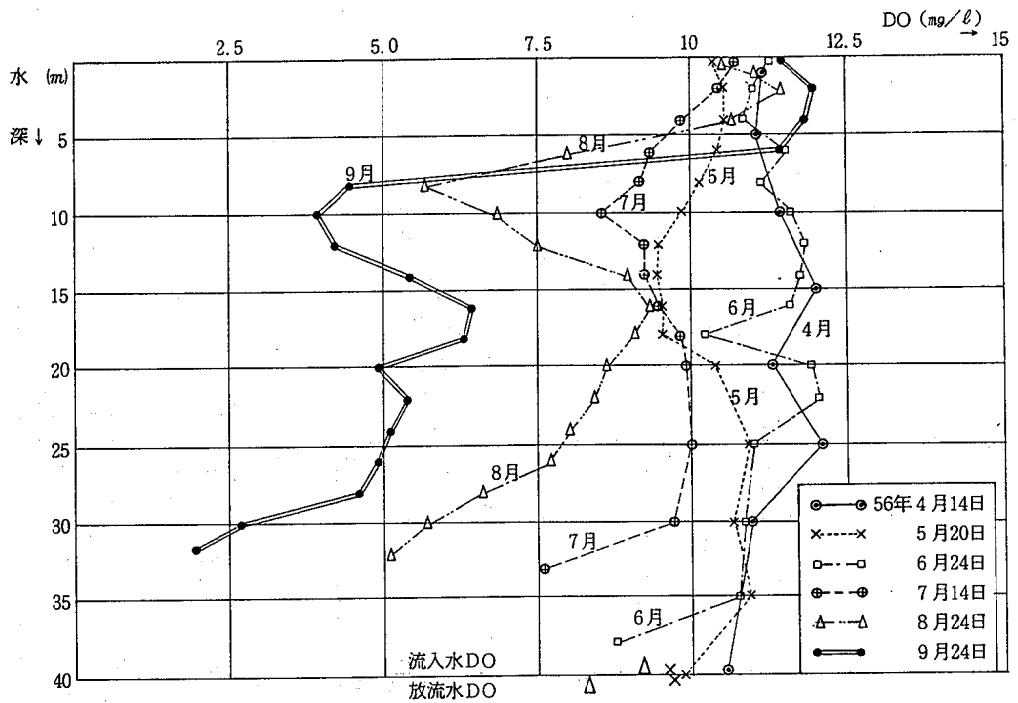 DO (mg/ℓ)
→
2.5 5.0 7.5 10 12.5 15
水 (m)
深↓
5
10
15
20
25
30
35
40
8月
9月
5月
7月
6月
4月
5月
8月
7月
6月
流入水DO
放流水DO
56年 4月14日
5月20日
6月24日
7月14日
8月24日
9月24日